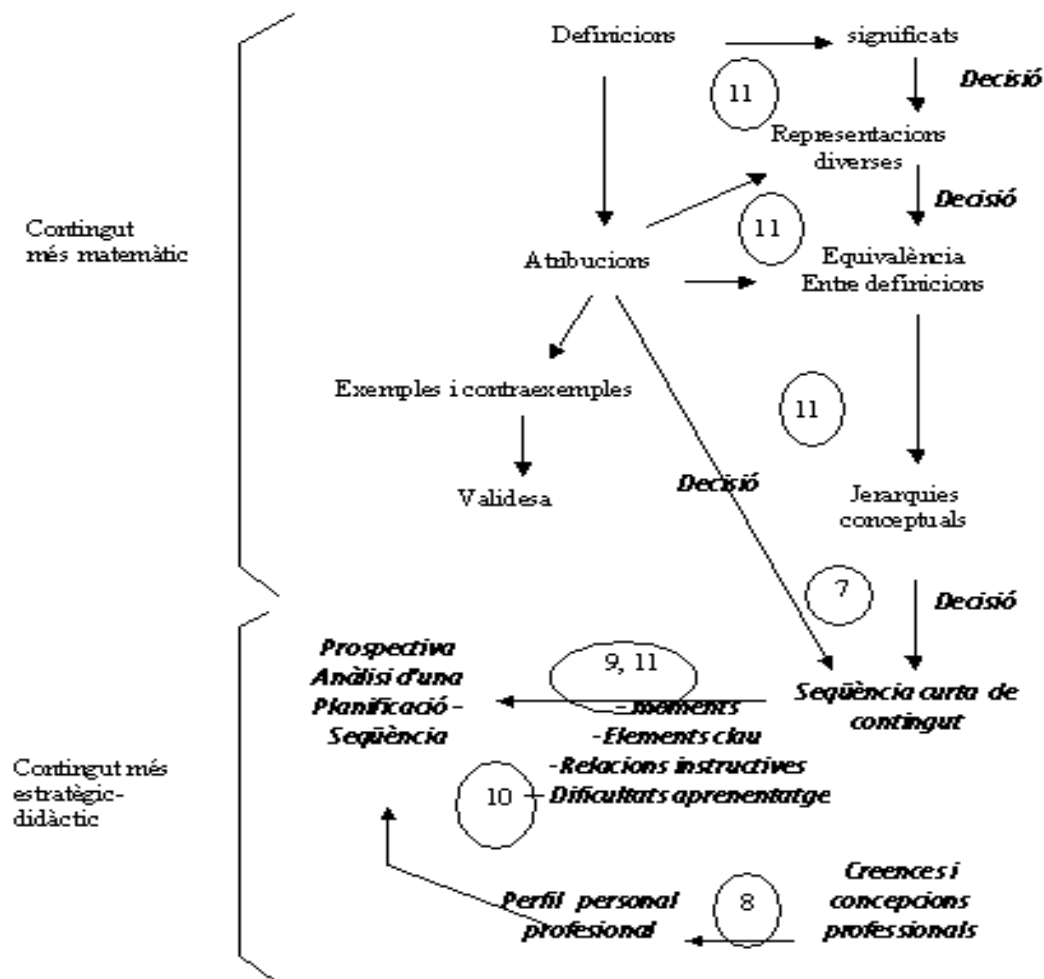 Definicions
significats
Decisió
11
Representacions
diverses
Decisió
11
Contingut
més matemàtic
Atribucions
Equivalència
Entre definicions
Exemples i contraexemples
11
Decisió
Validesa
Jerarquies
conceptuals
7
Decisió
Prospectiva
Anàlisi d'una
Planificació -
Seqüència
9, 11
Seqüència curta de
contingut
- moments
-Elements clau
-Relacions instructives
- Dificultats aprenentatge
10
Contingut més
estratègic-
didàctic
Perfil personal
profesional
8
Creences i
concepcions
professionals